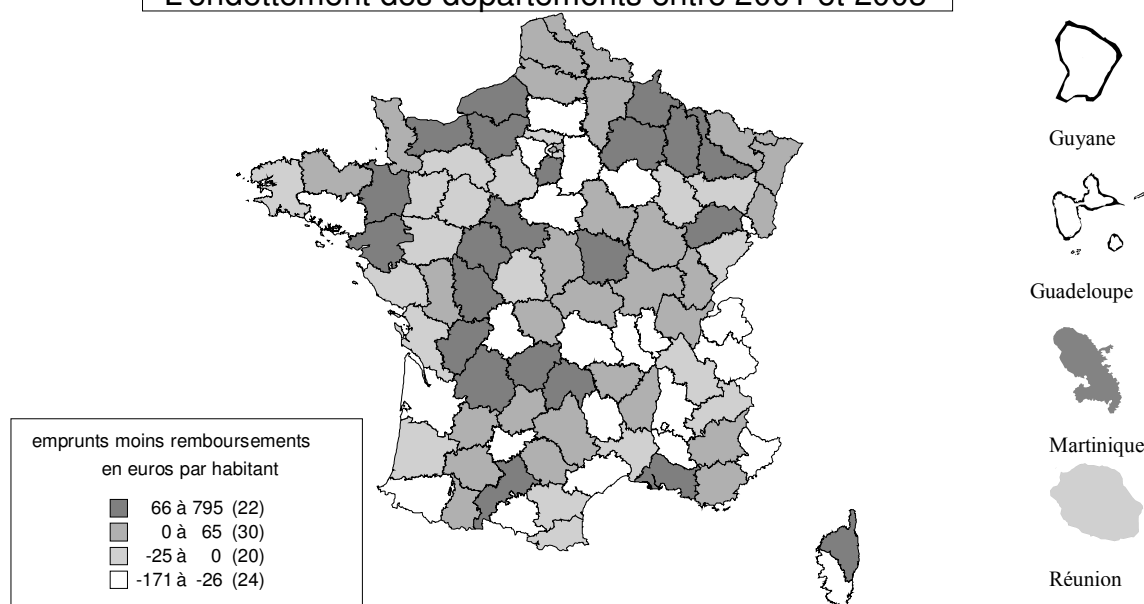 L'endettement des départements entre 2001 et
Guyane
Guadeloupe
Martinique
Réunion
emprunts moins remboursements
en euros par habitant
66 à 795 (22)
0 à 65 (30)
-25 à 0 (20)
-171 à -26 (24)